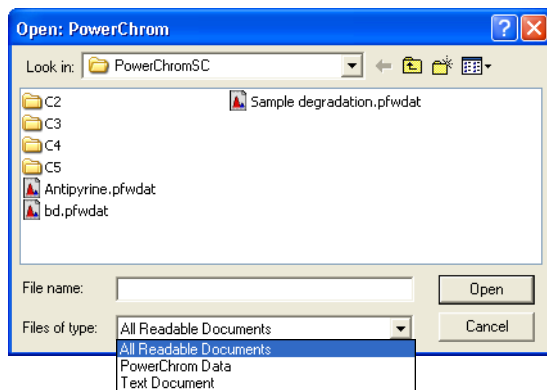 Open: PowerChrom
Look in: PowerChromSC
C2
C3
C4
C5
Antipyrine.pfwdat
bd.pfwdat
Sample degradation.pfwdat
File name:
Open
Files of type: All Readable Documents
Cancel
All Readable Documents
PowerChrom Data
Text Document